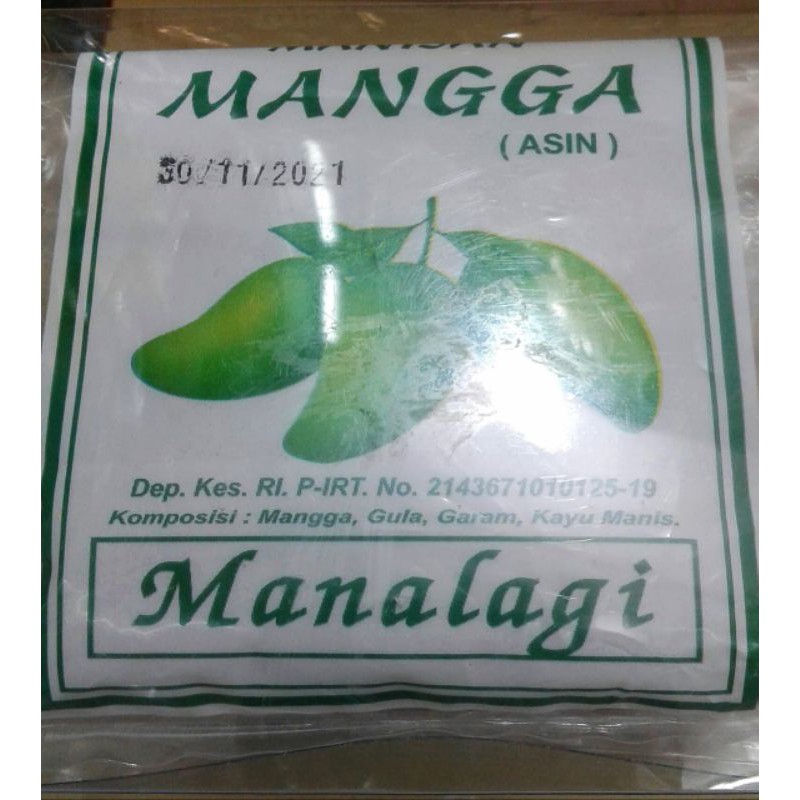 MANISAN
MANGGA
( ASIN )
30/11/2021
Dep. Kes. RI. P-IRT. No. 2143671010125-19
Komposisi : Mangga, Gula, Garam, Kayu Manis.
Manalagi